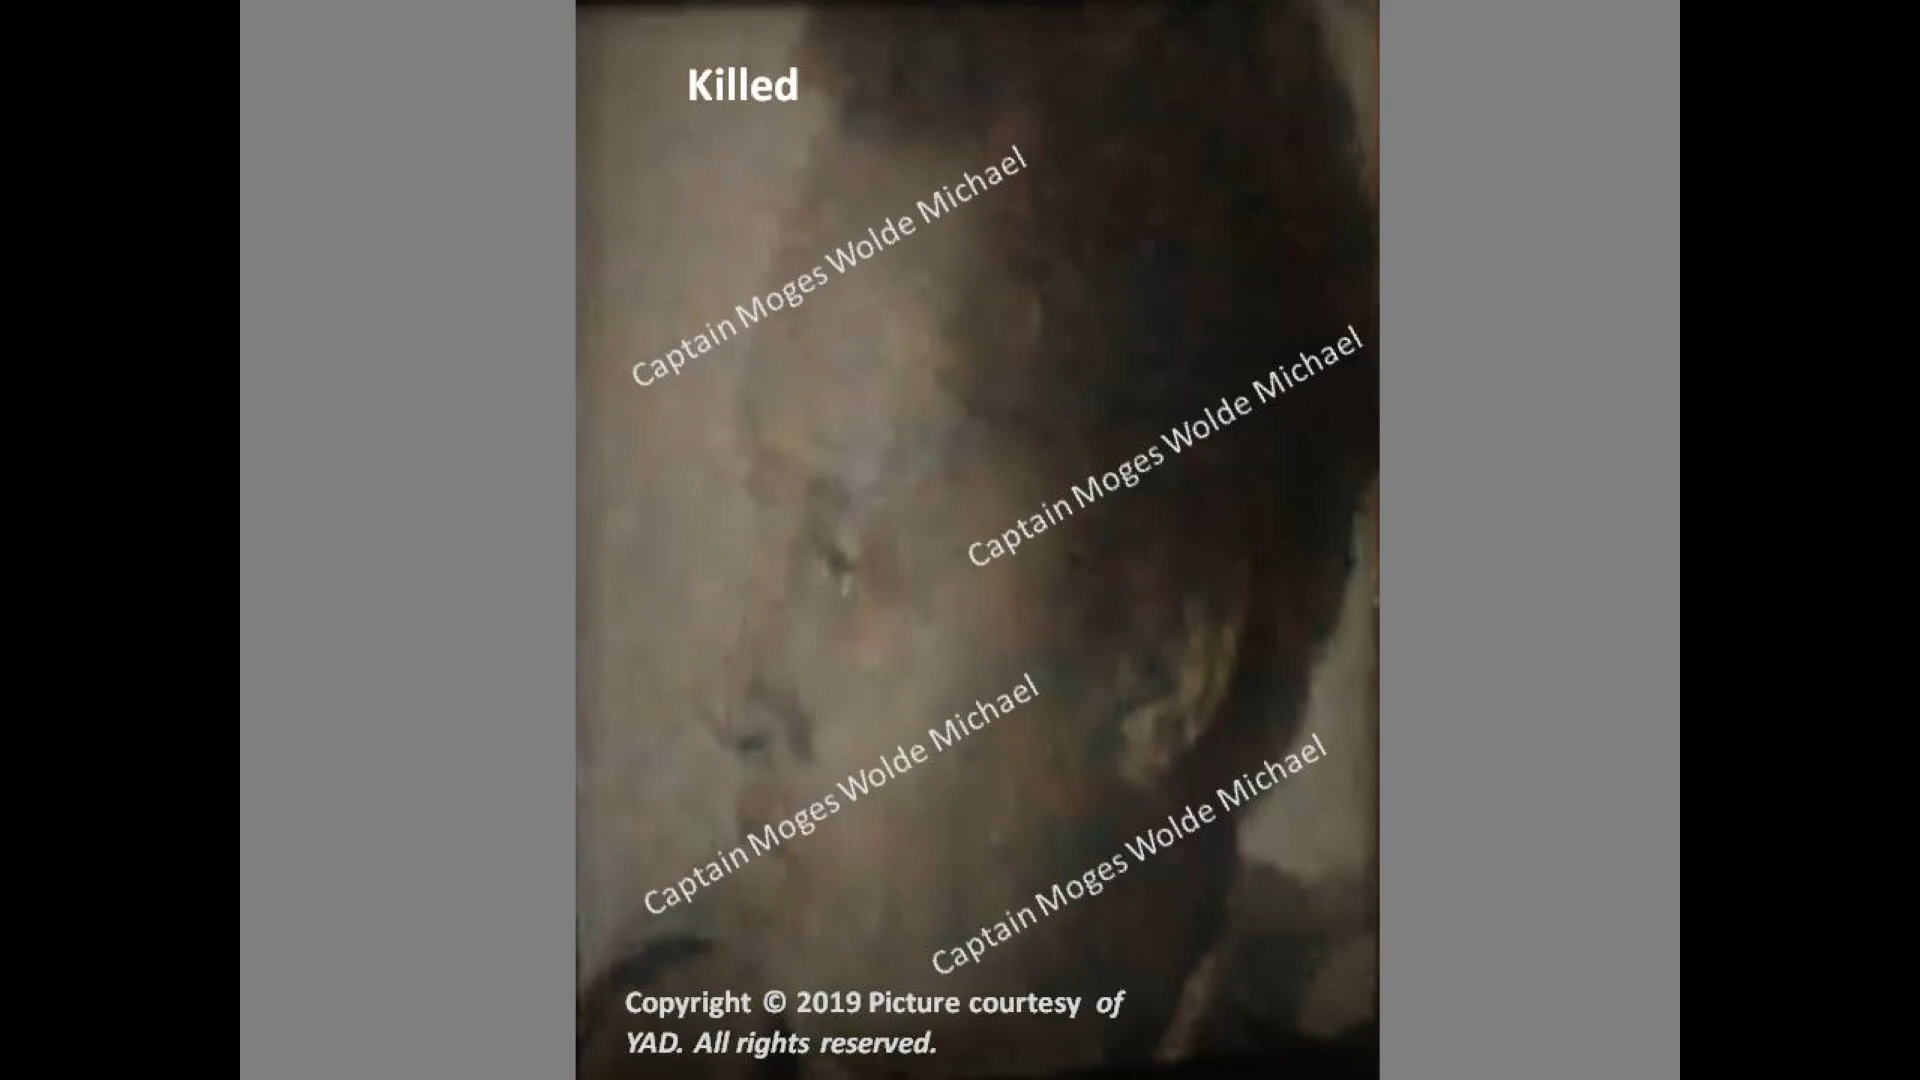 Killed
Captain Moges Wolde Michael
Captain Moges Wolde Michael
Captain Moges Wolde Michael
Captain Moges Wolde Michael
Copyright © 2019 Picture courtesy of
YAD. All rights reserved.